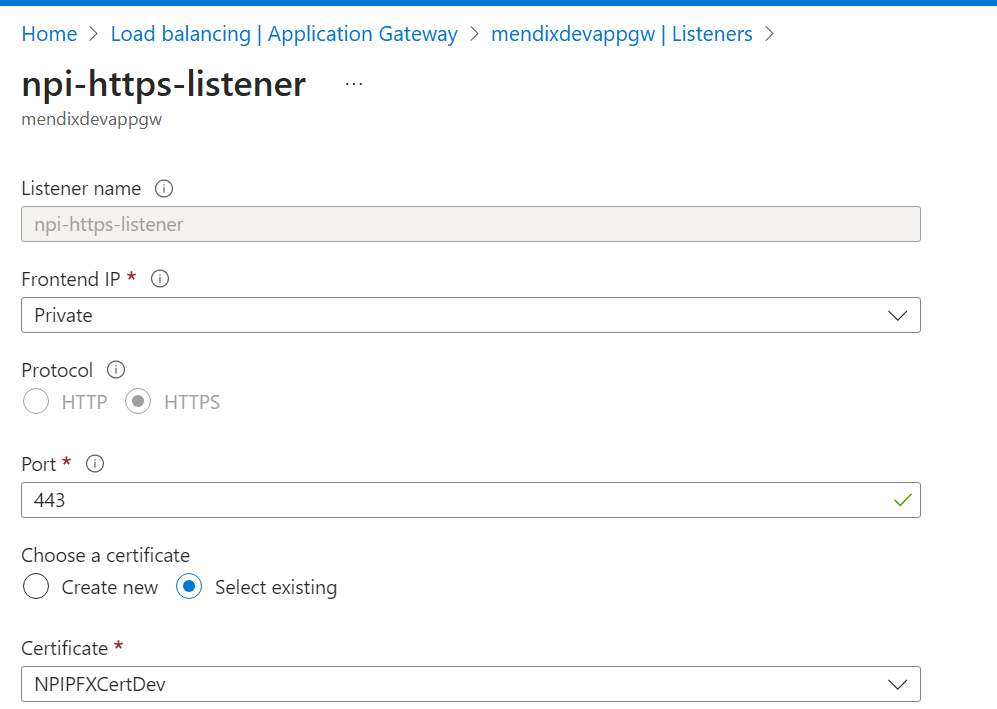 Home > Load balancing | Application Gateway > mendixdevappgw | Listeners >
npi-https-listener ...
mendixdevappgw
Listener name
npi-https-listener
Frontend IP *
Private
Protocol
HTTP HTTPS
Port *
443
Choose a certificate
Create new Select existing
Certificate *
NPIPFXCertDev